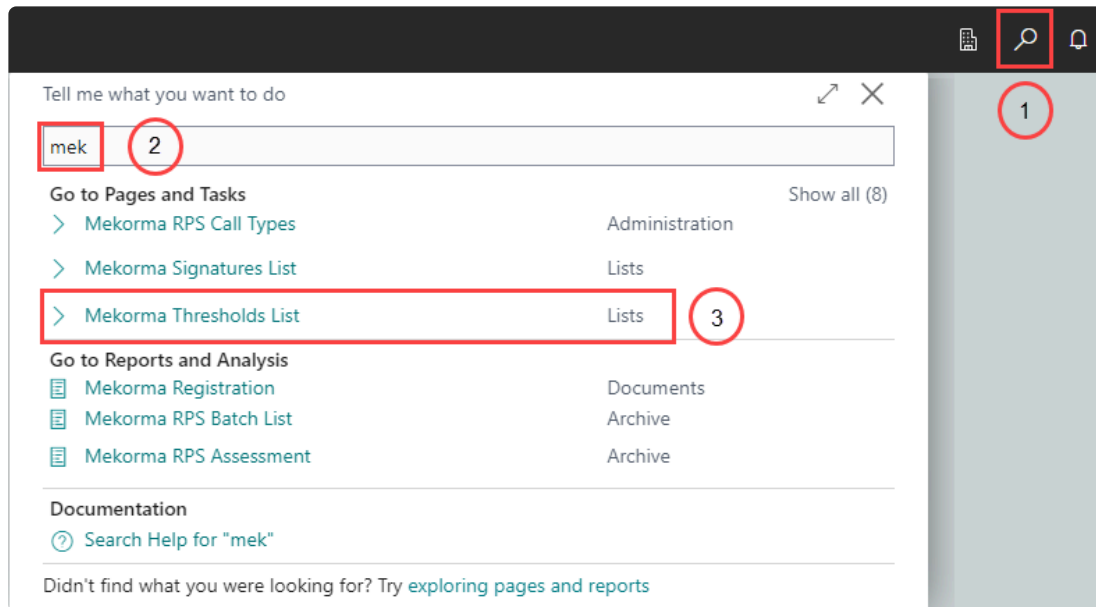 1
Tell me what you want to do
mek 2
Go to Pages and Tasks Show all (8)
Mekorma RPS Call Types Administration
Mekorma Signatures List Lists
Mekorma Thresholds List Lists 3
Go to Reports and Analysis
Mekorma Registration Documents
Mekorma RPS Batch List Archive
Mekorma RPS Assessment Archive
Documentation
? Search Help for "mek"
Didn't find what you were looking for? Try exploring pages and reports